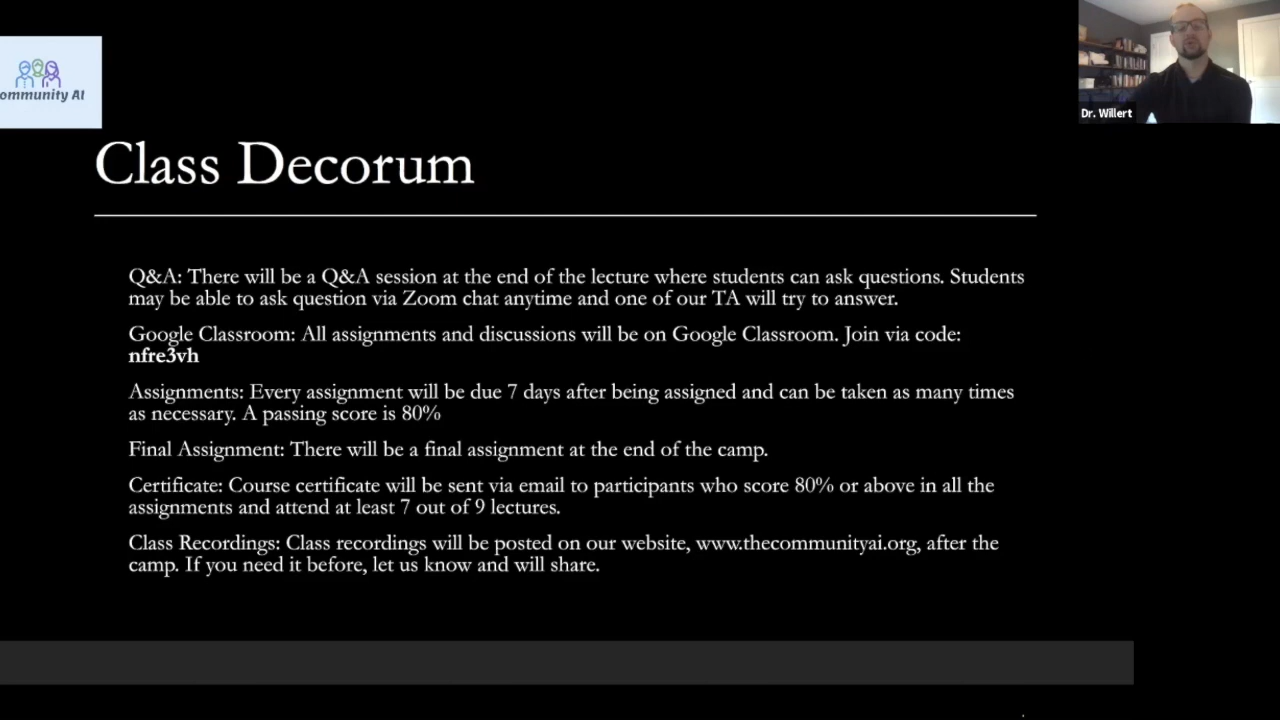 ommunity AI
Dr. Willert
Class Decorum
Q&A: There will be a Q&A session at the end of the lecture where students can ask questions. Students
may be able to ask question via Zoom chat anytime and one of our TA will try to answer.
Google Classroom: All assignments and discussions will be on Google Classroom. Join via code:
nfre3vh
Assignments: Every assignment will be due 7 days after being assigned and can be taken as many times
as necessary. A passing score is 80%
Final Assignment: There will be a final assignment at the end of the camp.
Certificate: Course certificate will be sent via email to participants who score 80% or above in all the
assignments and attend at least 7 out of 9 lectures.
Class Recordings: Class recordings will be posted on our website, www.thecommunityai.org, after the
camp. If you need it before, let us know and will share.